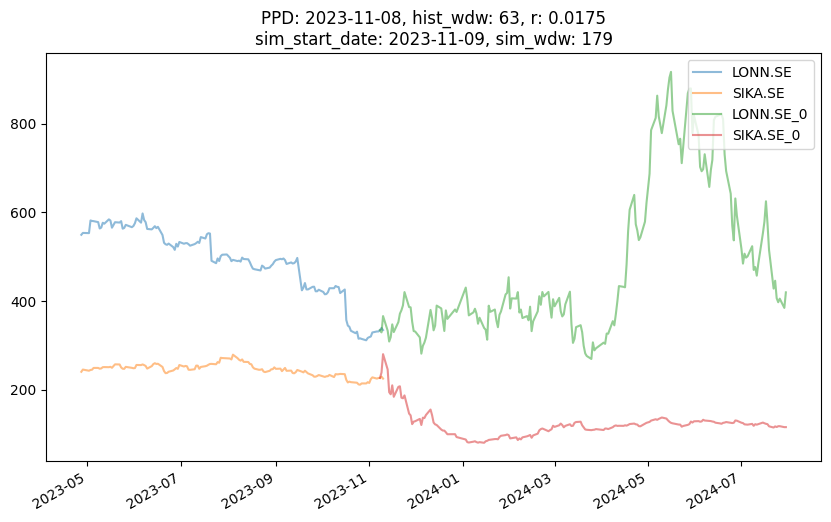 PPD: 2023-11-08, hist_wdw: 63, r: 0.0175
sim_start_date: 2023-11-09, sim_wdw: 179
LONN.SE
SIKA.SE
LONN.SE_0
SIKA.SE_0
800
600
400
200
2023-05
2023-07
2023-09
2023-11
2024-01
2024-03
2024-05
2024-07